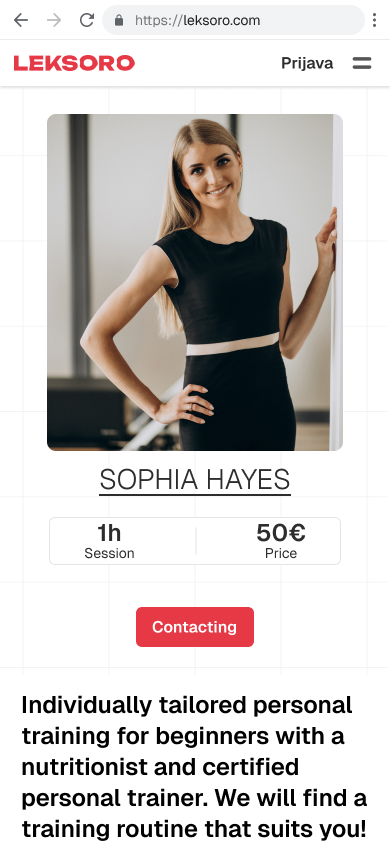 https://leksoro.com
LEKSORO
Prijava
SOPHIA HAYES
1h
Session
50€
Price
Contacting
Individually tailored personal
training for beginners with a
nutritionist and certified
personal trainer. We will find a
training routine that suits you!